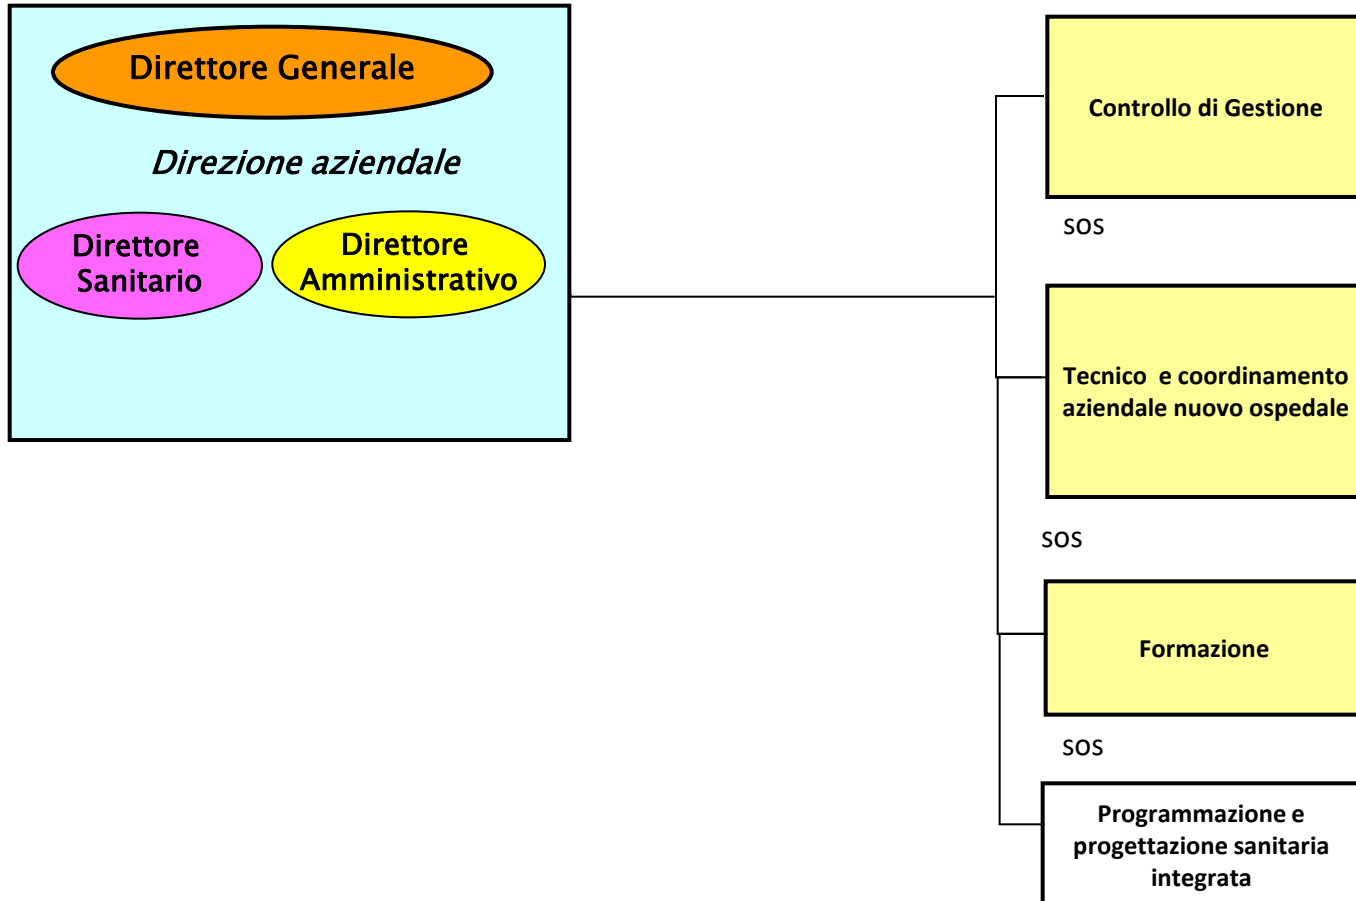 Direttore Generale
Direzione aziendale
Direttore
Sanitario
Direttore
Amministrativo
Controllo di Gestione
SOS
Tecnico e coordinamento
aziendale nuovo ospedale
SOS
Formazione
SOS
Programmazione e
progettazione sanitaria
integrata